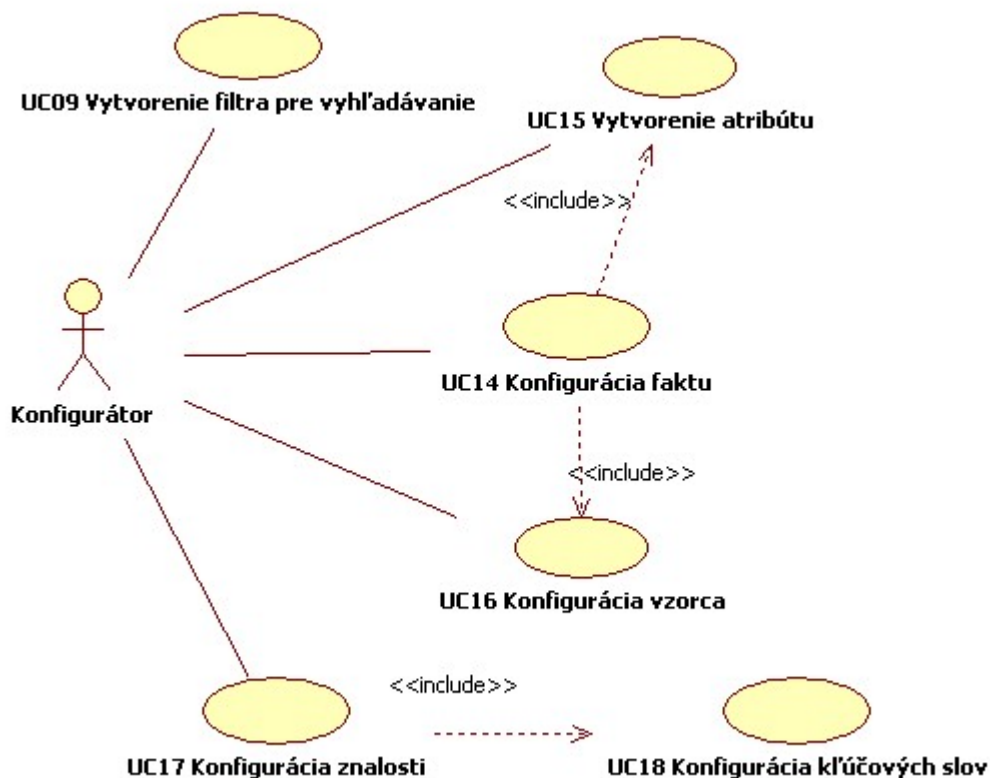 UC09 Vytvorenie filtra pre vyhľadávanie
UC15 Vytvorenie atribútu
<<include>>
UC14 Konfigurácia faktu
Konfigurátor
<<include>>
UC16 Konfigurácia vzorca
<<include>>
UC17 Konfigurácia znalosti
UC18 Konfigurácia kľúčových slov